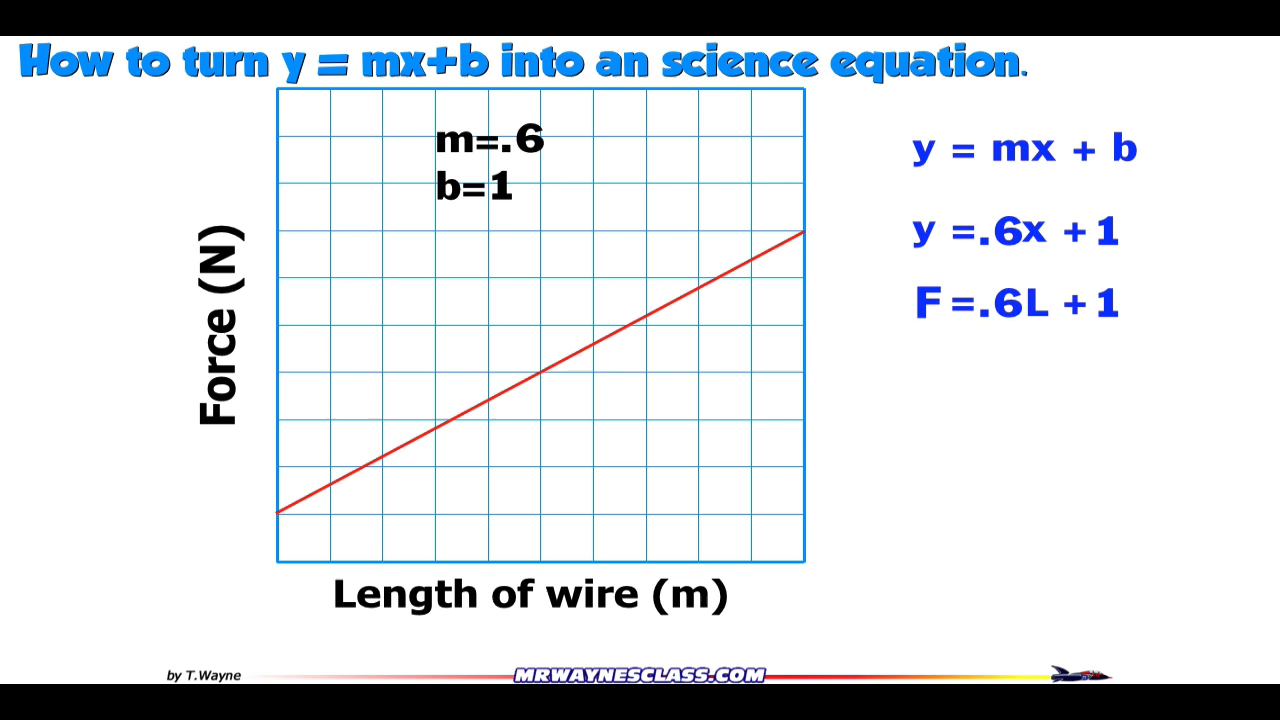 How to turn y = mx+b into an science equation.
m=.6
b=1
y = mx + b
y =.6x + 1
F =.6L + 1
Force (N)
Length of wire (m)
by T.Wayne
MRWAYNESCLASS.COM